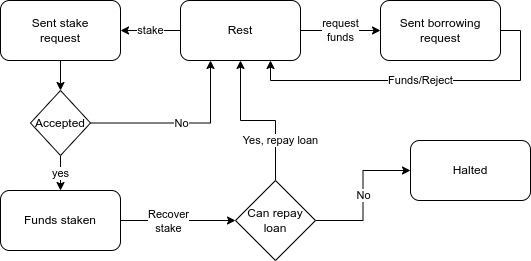 Sent stake
request
stake
Rest
request
funds
Sent borrowing
request
Funds/Reject
Accepted
No
Yes, repay loan
yes
Funds staken
Recover
stake
Can repay
loan
No
Halted